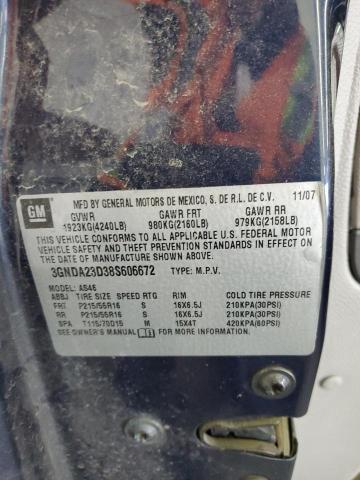 MFD BY GENERAL MOTORS DE MEXICO, S. DE R.L. DE C.V. 11/07
GM GVWR GAWR FRT GAWR RR
1923KG(4240LB) 980KG(2160LB) 979KG(2158LB)
THIS VEHICLE CONFORMS TO ALL APPLICABLE U.S. FEDERAL MOTOR
VEHICLE SAFETY AND THEFT PREVENTION STANDARDS IN EFFECT ON
THE DATE OF MANUFACTURE SHOWN ABOVE.
3GNDA23D38S606672 TYPE: M.P.V.
MODEL: AS46
ABBJ TIRE SIZE SPEED RTG RIM COLD TIRE PRESSURE
FRT P215/55R16 S 16X6.5J 210KPA(30PSI)
RR P215/55R16 S 16X6.5J 210KPA(30PSI)
SPA T115/70D15 M 15X4T 420KPA(60PSI)
SEE OWNER'S MANUAL FOR MORE INFORMATION.